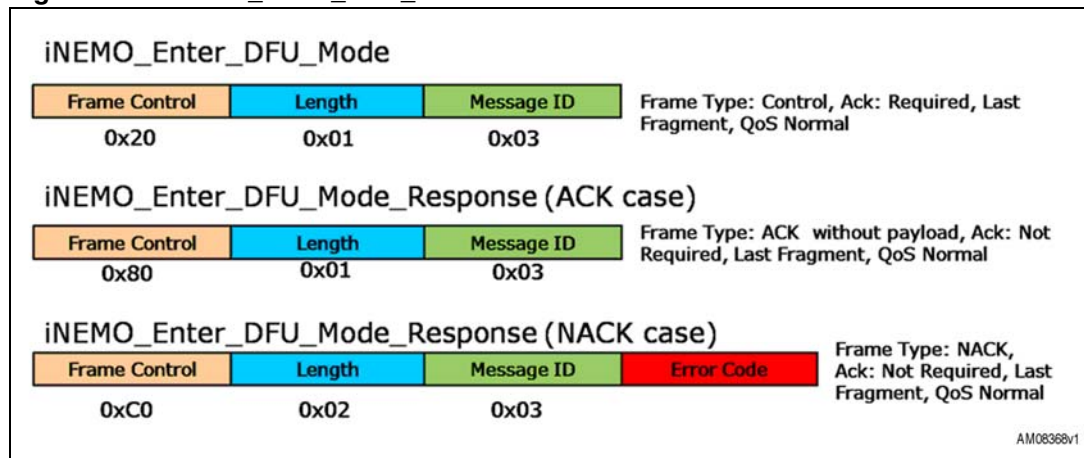 iNEMO_Enter_DFU_Mode
Frame Control Length Message ID
0x20 0x01 0x03
Frame Type: Control, Ack: Required, Last
Fragment, QoS Normal
iNEMO_Enter_DFU_Mode_Response (ACK case)
Frame Control Length Message ID
0x80 0x01 0x03
Frame Type: ACK without payload, Ack: Not
Required, Last Fragment, QoS Normal
iNEMO_Enter_DFU_Mode_Response (NACK case)
Frame Control Length Message ID Error Code
0xC0 0x02 0x03
Frame Type: NACK,
Ack: Not Required, Last
Fragment, QoS Normal
AM08368v1